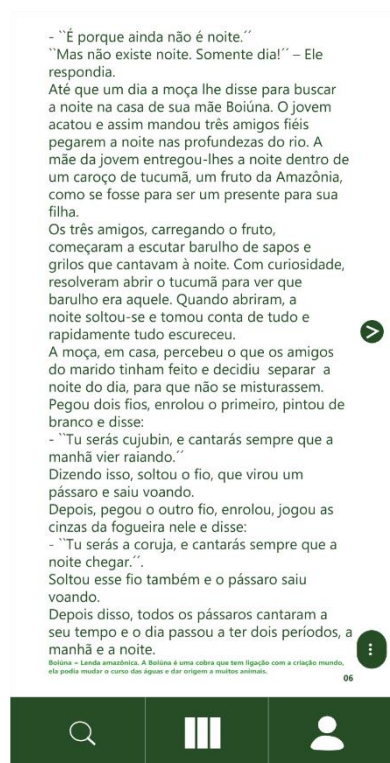 - ``É porque ainda não é noite.´´
``Mas não existe noite. Somente dia!´´ – Ele
respondia.
Até que um dia a moça lhe disse para buscar
a noite na casa de sua mãe Boiúna. O jovem
acatou e assim mandou três amigos fiéis
pegarem a noite nas profundezas do rio. A
mãe da jovem entregou-lhes a noite dentro de
um caroço de tucumã, um fruto da Amazônia,
como se fosse para ser um presente para sua
filha.
Os três amigos, carregando o fruto,
começaram a escutar barulho de sapos e
grilos que cantavam à noite. Com curiosidade,
resolveram abrir o tucumã para ver que
barulho era aquele. Quando abriram, a
noite soltou-se e tomou conta de tudo e
rapidamente tudo escureceu.
A moça, em casa, percebeu o que os amigos
do marido tinham feito e decidiu separar a
noite do dia, para que não se misturassem.
Pegou dois fios, enrolou o primeiro, pintou de
branco e disse:
- ``Tu serás cujubin, e cantarás sempre que a
manhã vier raiando.´´
Dizendo isso, soltou o fio, que virou um
pássaro e saiu voando.
Depois, pegou o outro fio, enrolou, jogou as
cinzas da fogueira nele e disse:
- ``Tu serás a coruja, e cantarás sempre que a
noite chegar.´´.
Soltou esse fio também e o pássaro saiu
voando.
Depois disso, todos os pássaros cantaram a
seu tempo e o dia passou a ter dois períodos, a
manhã e a noite.
Boiúna = Lenda amazônica. A Boiúna é uma cobra que tem ligação com a criação mundo,
ela podia mudar o curso das águas e dar origem a muitos animais.
06